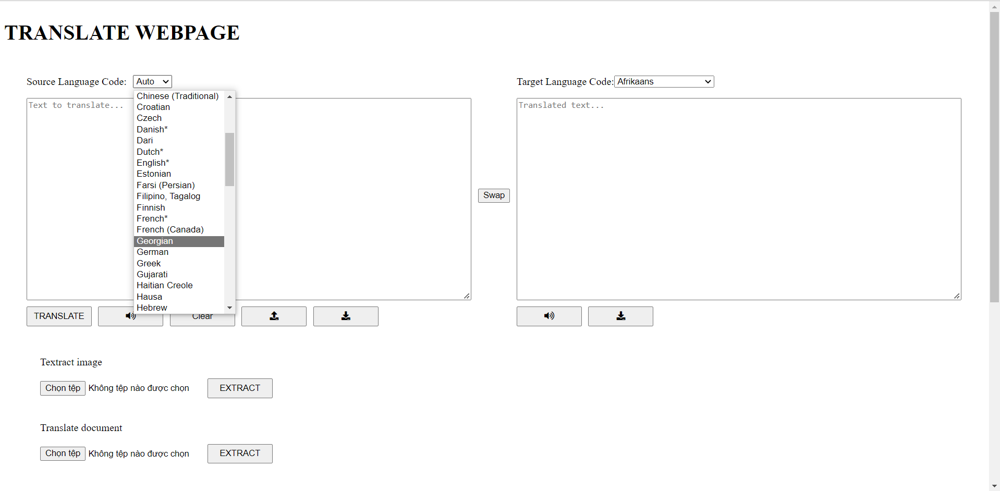 TRANSLATE WEBPAGE
Source Language Code: Auto
Target Language Code: Afrikaans
Text to translate...
Chinese (Traditional)
Croatian
Czech
Danish*
Dari
Dutch*
English*
Estonian
Farsi (Persian)
Filipino, Tagalog
Finnish
French*
French (Canada)
Georgian
German
Greek
Gujarati
Haitian Creole
Hausa
Hebrew
Swap
Translated text...
TRANSLATE
Clear
Textract image
Chọn tệp Không tệp nào được chọn EXTRACT
Translate document
Chọn tệp Không tệp nào được chọn EXTRACT